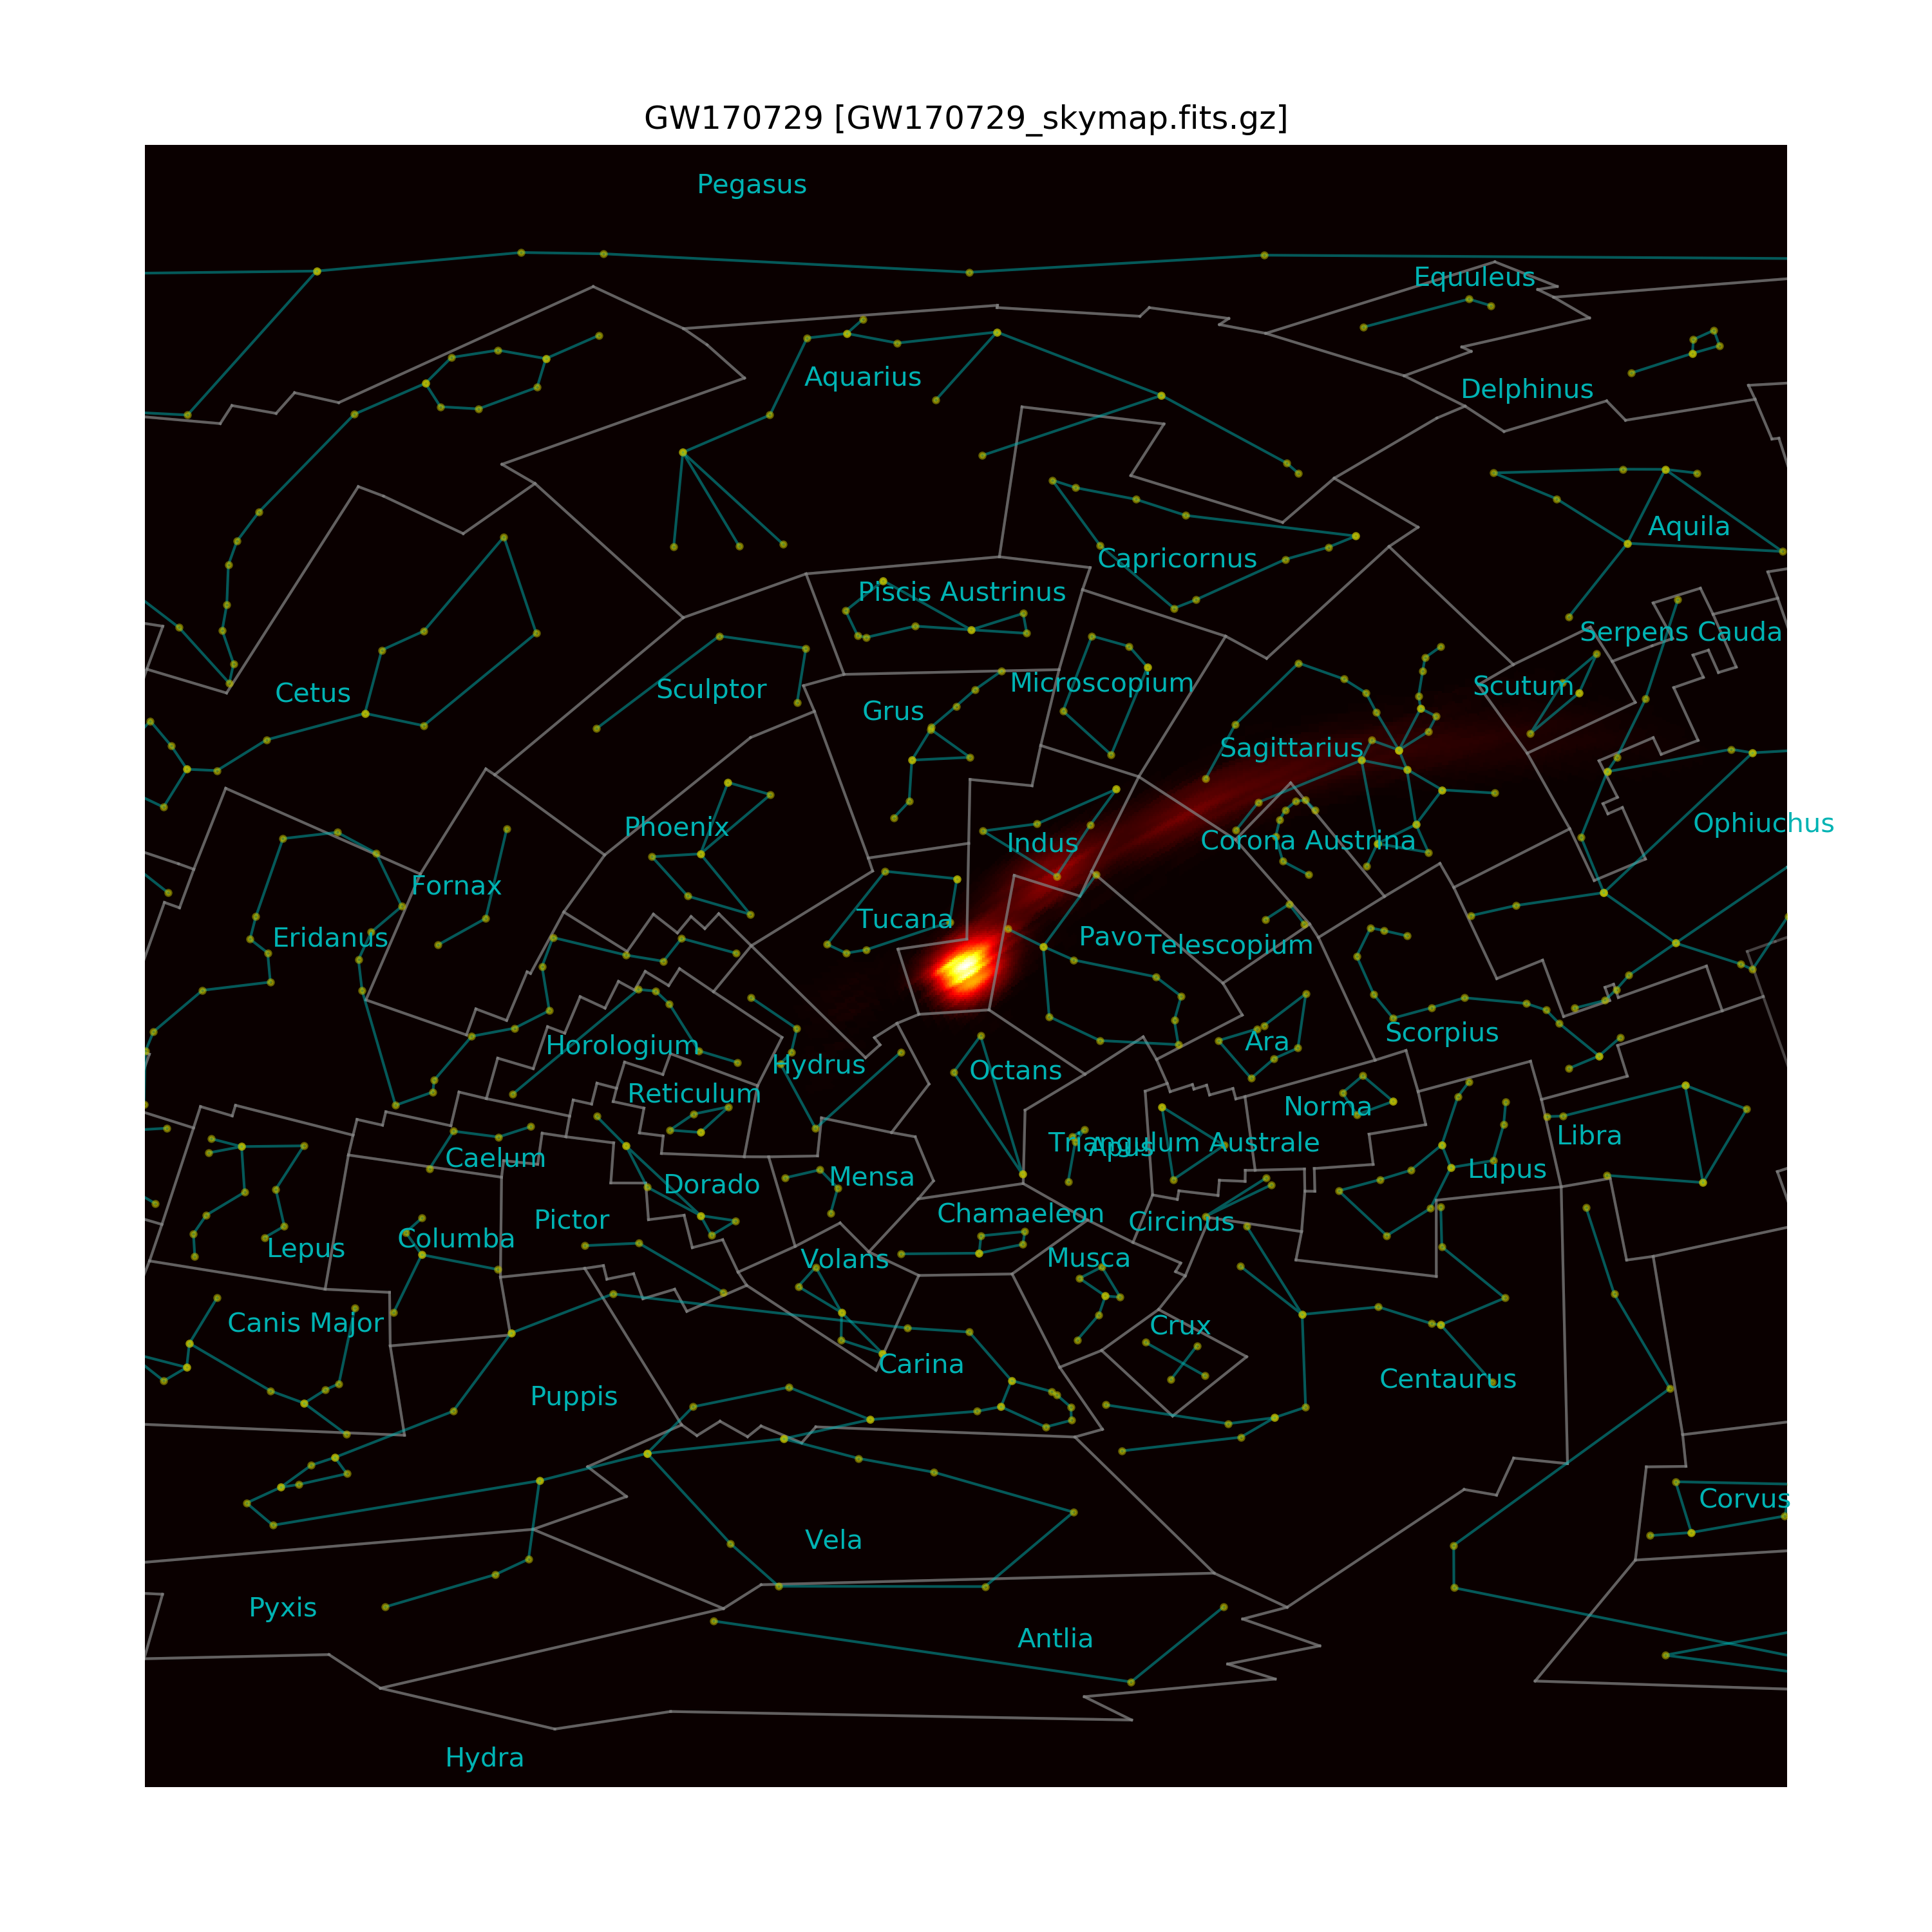 GW170729 [GW170729_skymap.fits.gz]
Pegasus
Equuleus
Aquarius
Delphinus
Aquila
Capricornus
Piscis Austrinus
Serpens Cauda
Cetus
Sculptor
Microscopium
Scutum
Grus
Sagittarius
Phoenix
Ophiuchus
Indus
Corona Austrina
Fornax
Tucana
Eridanus
Pavo
Telescopium
Scorpius
Horologium
Ara
Hydrus
Octans
Reticulum
Norma
Libra
Triangulum Australe
Apus
Caelum
Lupus
Mensa
Dorado
Chamaeleon
Pictor
Circinus
Columba
Lepus
Volans
Musca
Canis Major
Crux
Carina
Centaurus
Puppis
Corvus
Vela
Pyxis
Antlia
Hydra